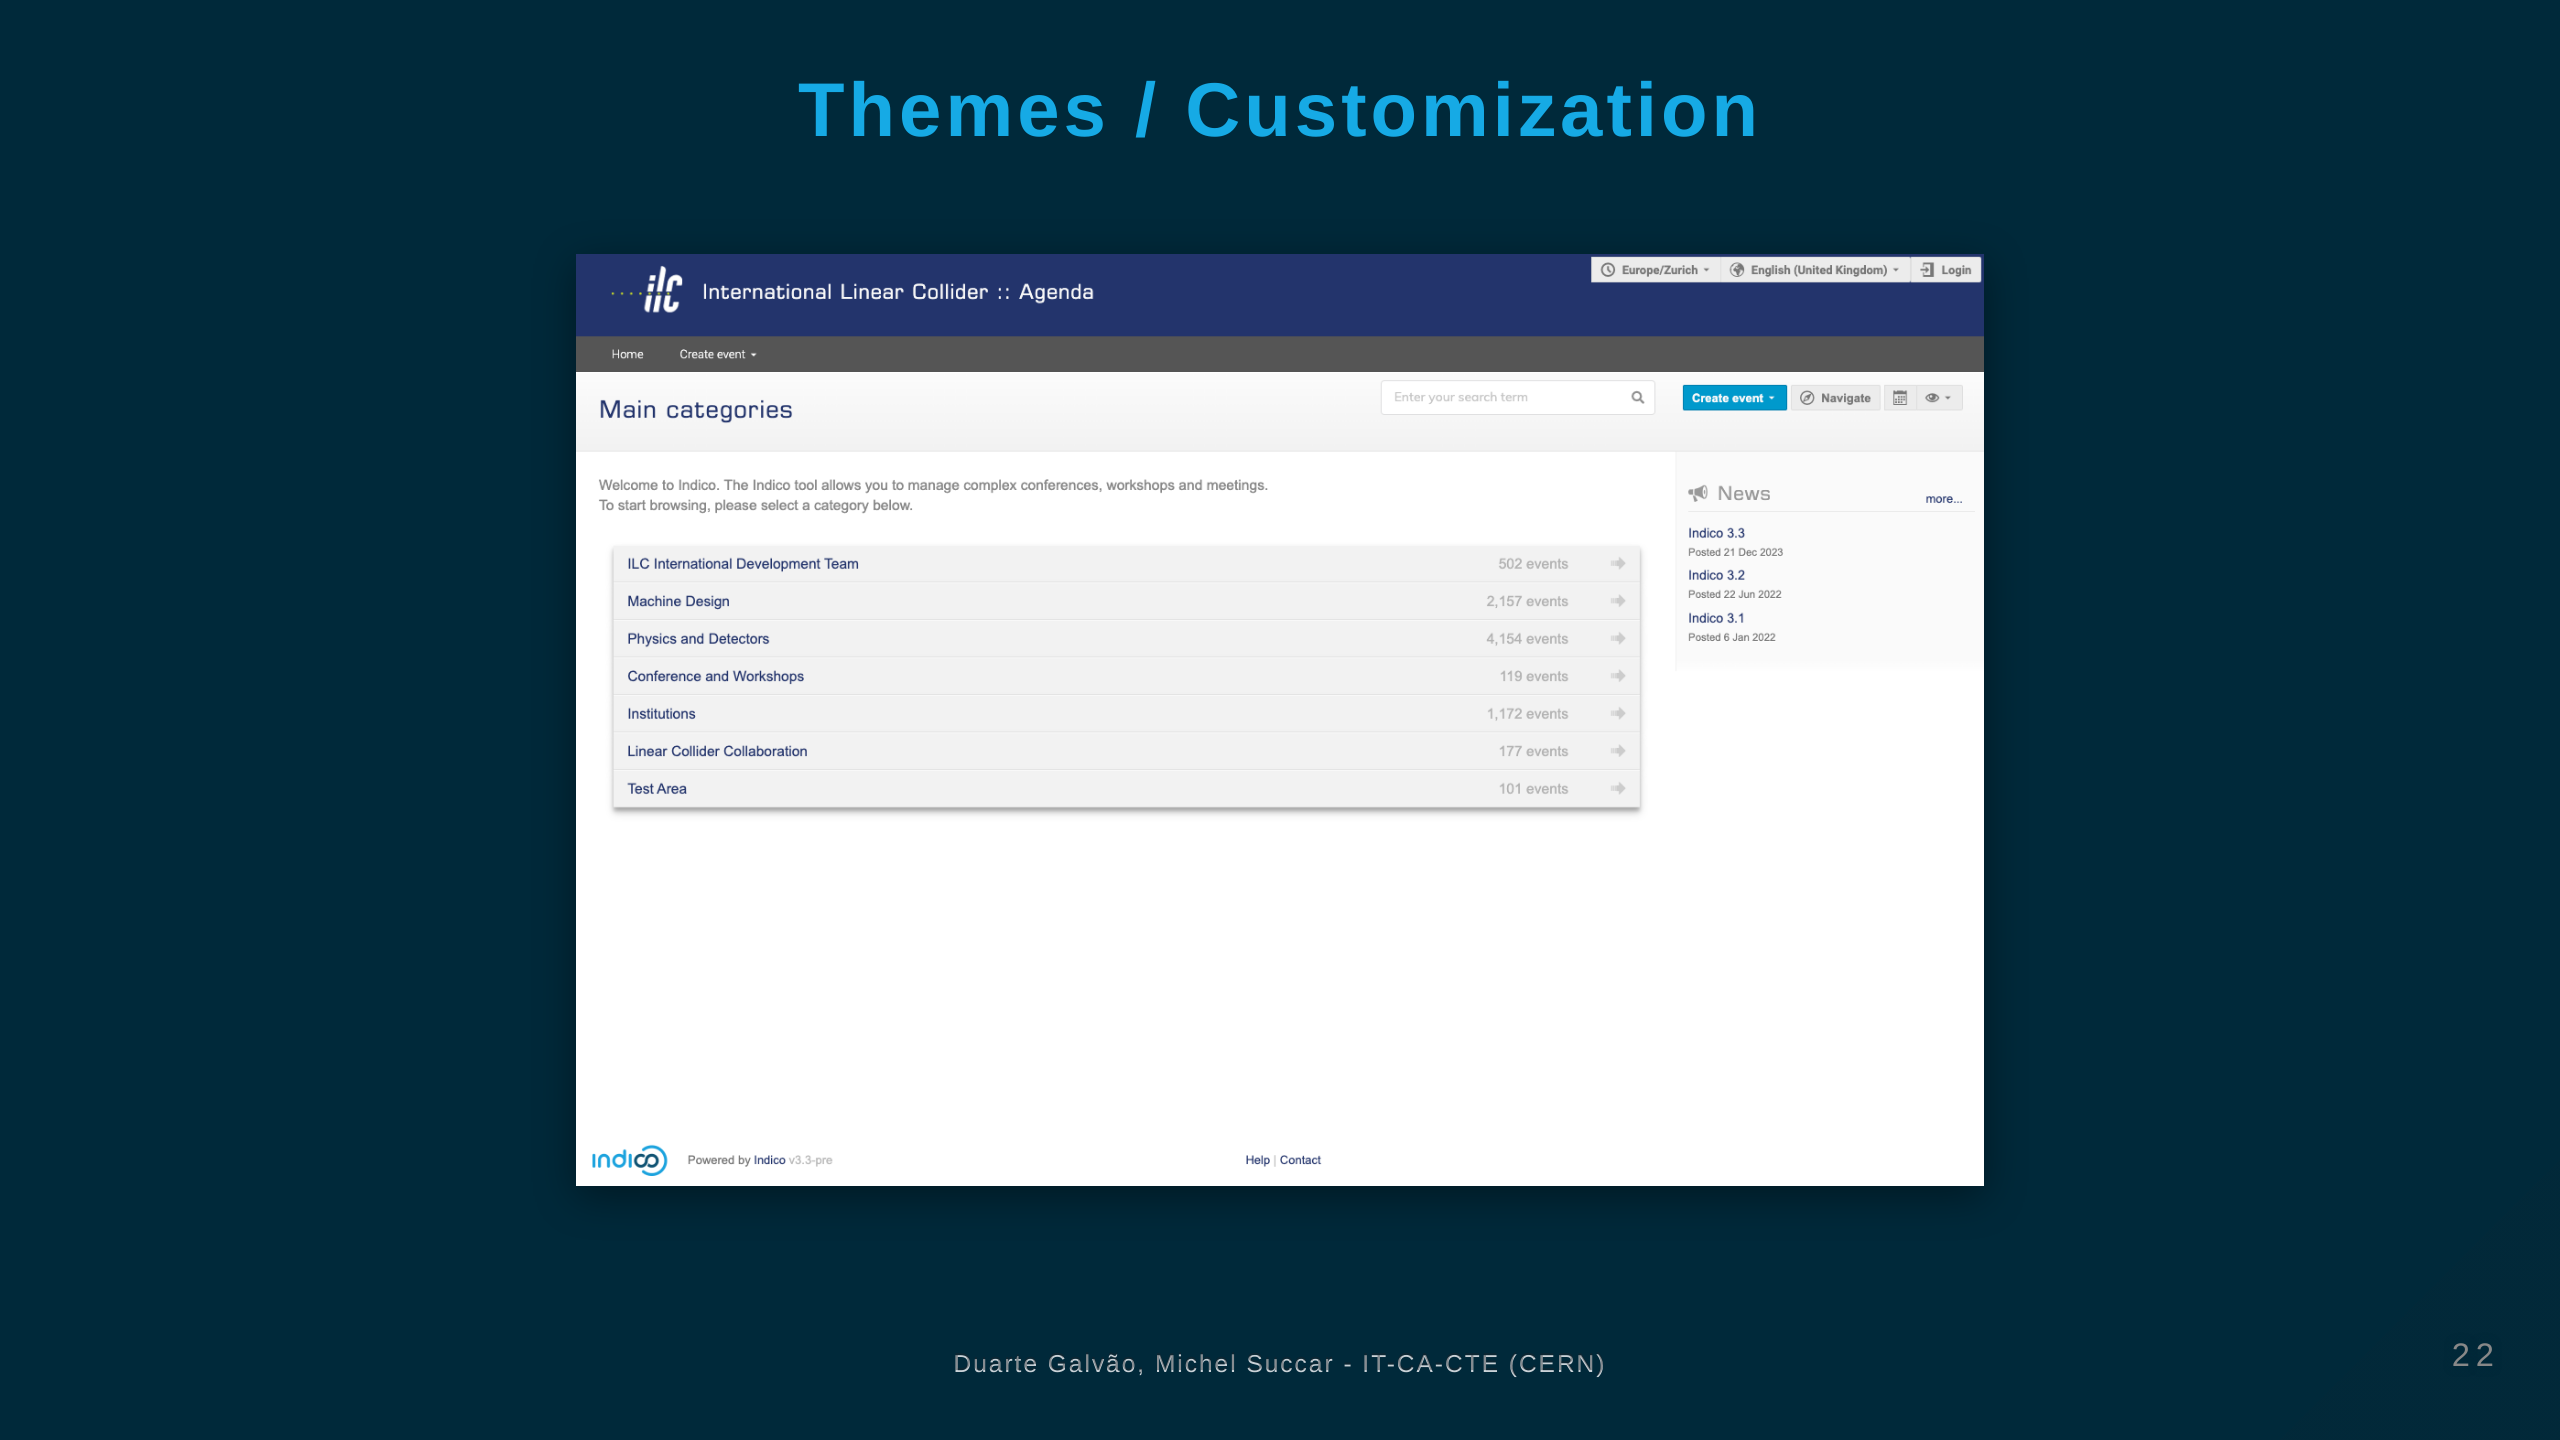 Themes / Customization
Europe/Zurich
English (United Kingdom)
Login
ilc
International Linear Collider :: Agenda
Home
Create event
Main categories
Enter your search term
Create event
Navigate
Welcome to Indico. The Indico tool allows you to manage complex conferences, workshops and meetings.
To start browsing, please select a category below.
ILC International Development Team 502 events
Machine Design 2,157 events
Physics and Detectors 4,154 events
Conference and Workshops 119 events
Institutions 1,172 events
Linear Collider Collaboration 177 events
Test Area 101 events
News more...
Indico 3.3
Posted 21 Dec 2023
Indico 3.2
Posted 22 Jun 2022
Indico 3.1
Posted 6 Jan 2022
indico Powered by Indico v3.3-pre
Help | Contact
Duarte Galvão, Michel Succar - IT-CA-CTE (CERN)
22